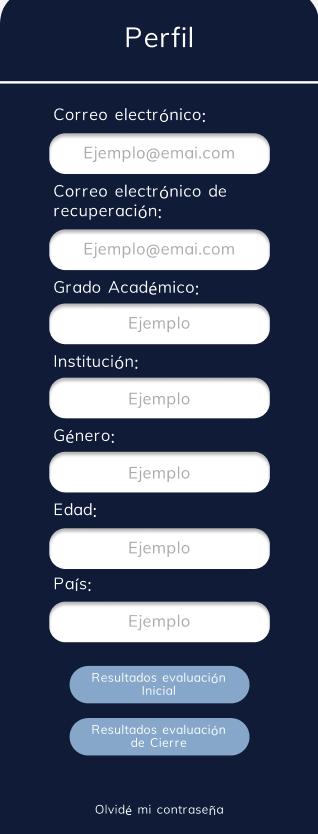 Perfil
Correo electrónico:
Ejemplo@emai.com
Correo electrónico de
recuperación:
Ejemplo@emai.com
Grado Académico:
Ejemplo
Institución:
Ejemplo
Género:
Ejemplo
Edad:
Ejemplo
País:
Ejemplo
Resultados evaluación
Inicial
Resultados evaluación
de Cierre
Olvidé mi contraseña